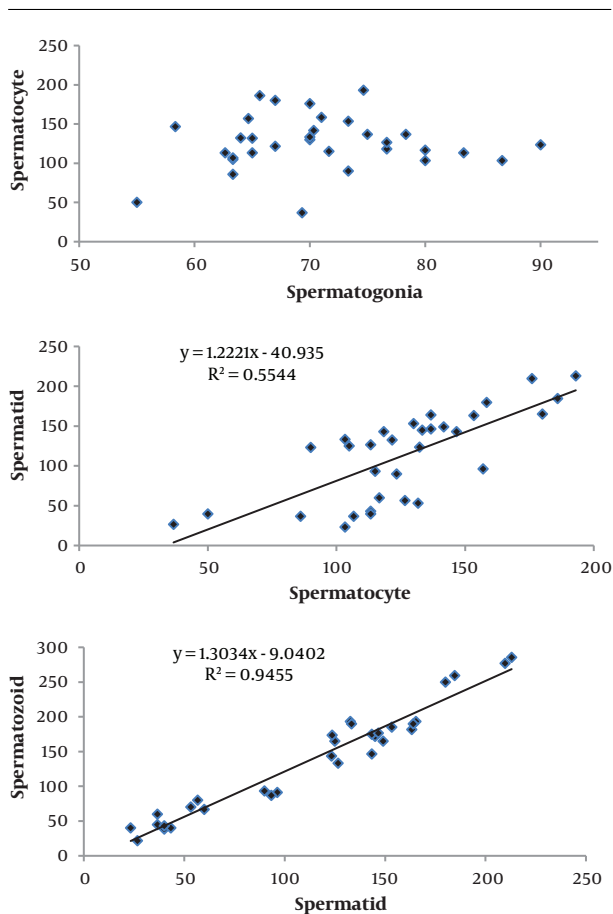 250
200
150
100
50
0
50 60 70 80 90
Spermatocyte
Spermatogonia
y = 1.2221x - 40.935
R² = 0.5544
250
200
150
100
50
0
0 50 100 150 200
Spermatid
Spermatocyte
y = 1.3034x - 9.0402
R² = 0.9455
300
250
200
150
100
50
0
0 50 100 150 200 250
Spermatozoid
Spermatid